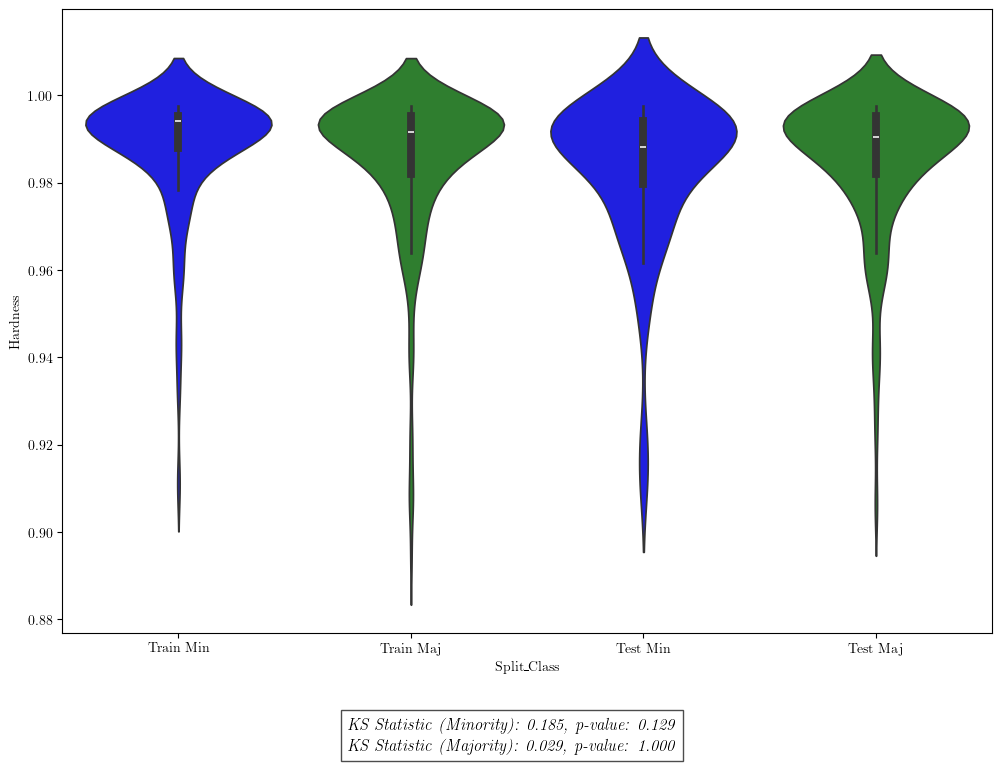 1.00
0.98
0.96
0.94
0.92
0.90
0.88
Hardness
Train Min
Train Maj
Test Min
Test Maj
Split_Class
KS Statistic (Minority): 0.185, p-value: 0.129
KS Statistic (Majority): 0.029, p-value: 1.000